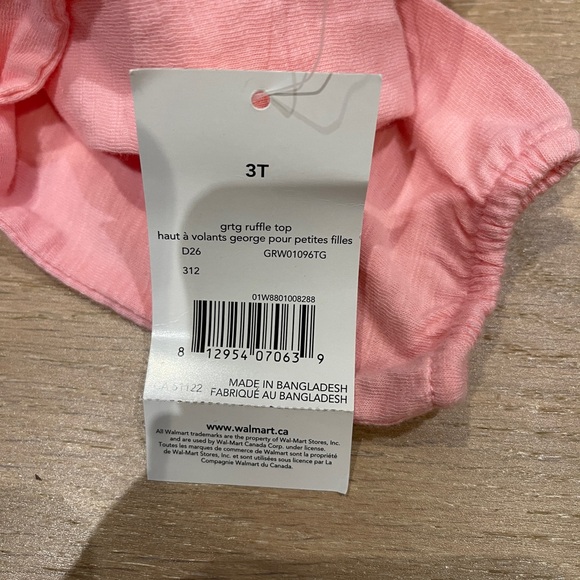 3T
grtg ruffle top
haut à volants george pour petites filles
D26 GRW01096TG
312
01W8801008288
8 12954 07063 9
CA 51122 MADE IN BANGLADESH
FABRIQUÉ AU BANGLADESH
www.walmart.ca
All Walmart trademarks are the property of Wal-Mart Stores, Inc.
and are used by Wal-Mart Canada Corp. under license.
Toutes les marques de commerce de Walmart sont la propriété
de Wal-Mart Stores, Inc. et sont utilisées sous licence par La
Compagnie Walmart du Canada.